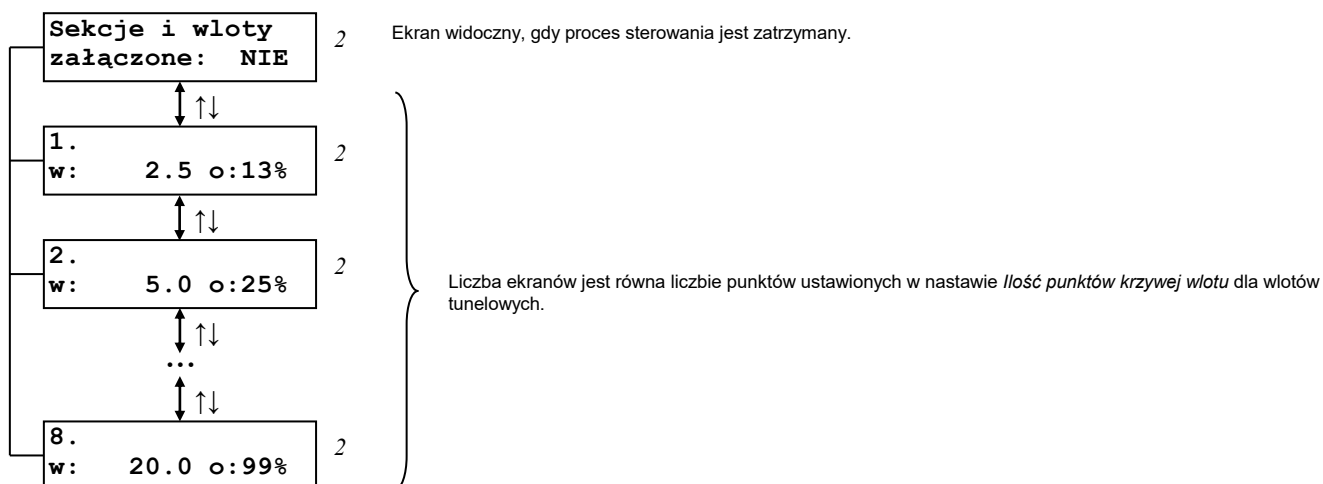 Sekcje i wloty
załączone: NIE
2
Ekran widoczny, gdy proces sterowania jest zatrzymany.
↑↓
1.
w: 2.5 o:13%
2
↑↓
2.
w: 5.0 o:25%
2
Liczba ekranów jest równa liczbie punktów ustawionych w nastawie Ilość punktów krzywej wlotu dla wlotów
tunelowych.
↑↓
...
↑↓
8.
w: 20.0 o:99%
2